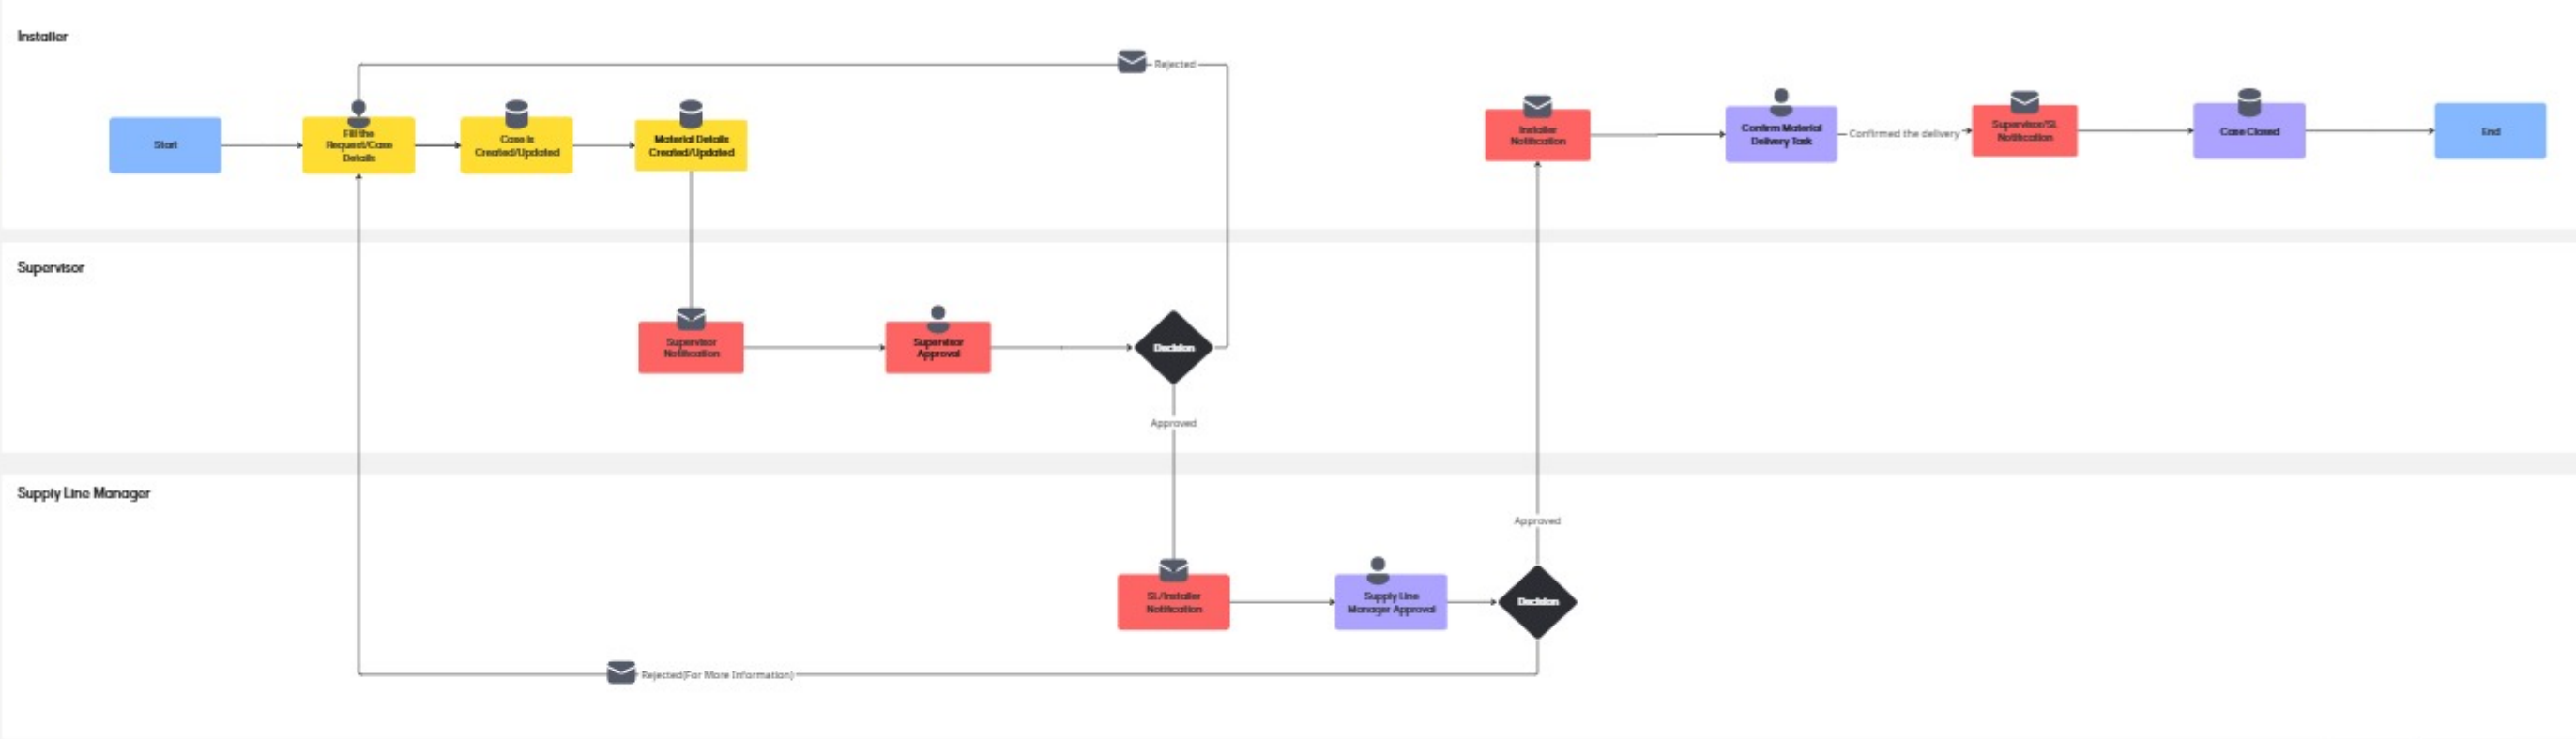 Installer
Rejected
Start
Fill the
Request/Case
Details
Case is
Created/Updated
Material Details
Created/Updated
Installer
Notification
Confirm Material
Delivery Task
Confirmed the delivery
Supervisor/SL
Notification
Case Closed
End
Supervisor
Supervisor
Notification
Supervisor
Approval
Decision
Approved
Supply Line Manager
Approved
SL/Installer
Notification
Supply Line
Manager Approval
Decision
Rejected(For More Information)